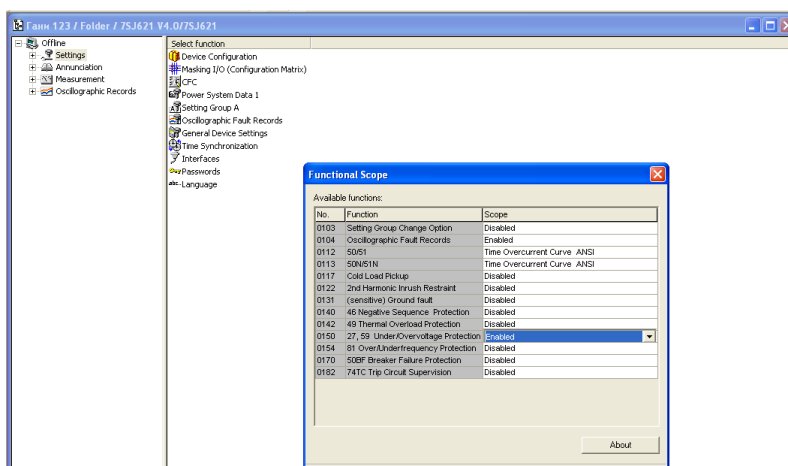 Ганн 123 / Folder / 7SJ621 V4.0/7SJ621
Offline
Settings
Annunciation
Measurement
Oscillographic Records
Select function
Device Configuration
Masking I/O (Configuration Matrix)
CFC
Power System Data 1
Setting Group A
Oscillographic Fault Records
General Device Settings
Time Synchronization
Interfaces
Passwords
abc Language
Functional Scope
Available functions:
No. Function Scope
0103 Setting Group Change Option Disabled
0104 Oscillographic Fault Records Enabled
0112 50/51 Time Overcurrent Curve ANSI
0113 50N/51N Time Overcurrent Curve ANSI
0117 Cold Load Pickup Disabled
0122 2nd Harmonic Inrush Restraint Disabled
0131 (sensitive) Ground fault Disabled
0140 46 Negative Sequence Protection Disabled
0142 49 Thermal Overload Protection Disabled
0150 27, 59 Under/Overvoltage Protection Enabled
0154 81 Over/Underfrequency Protection Disabled
0170 50BF Breaker Failure Protection Disabled
0182 74TC Trip Circuit Supervision Disabled
About